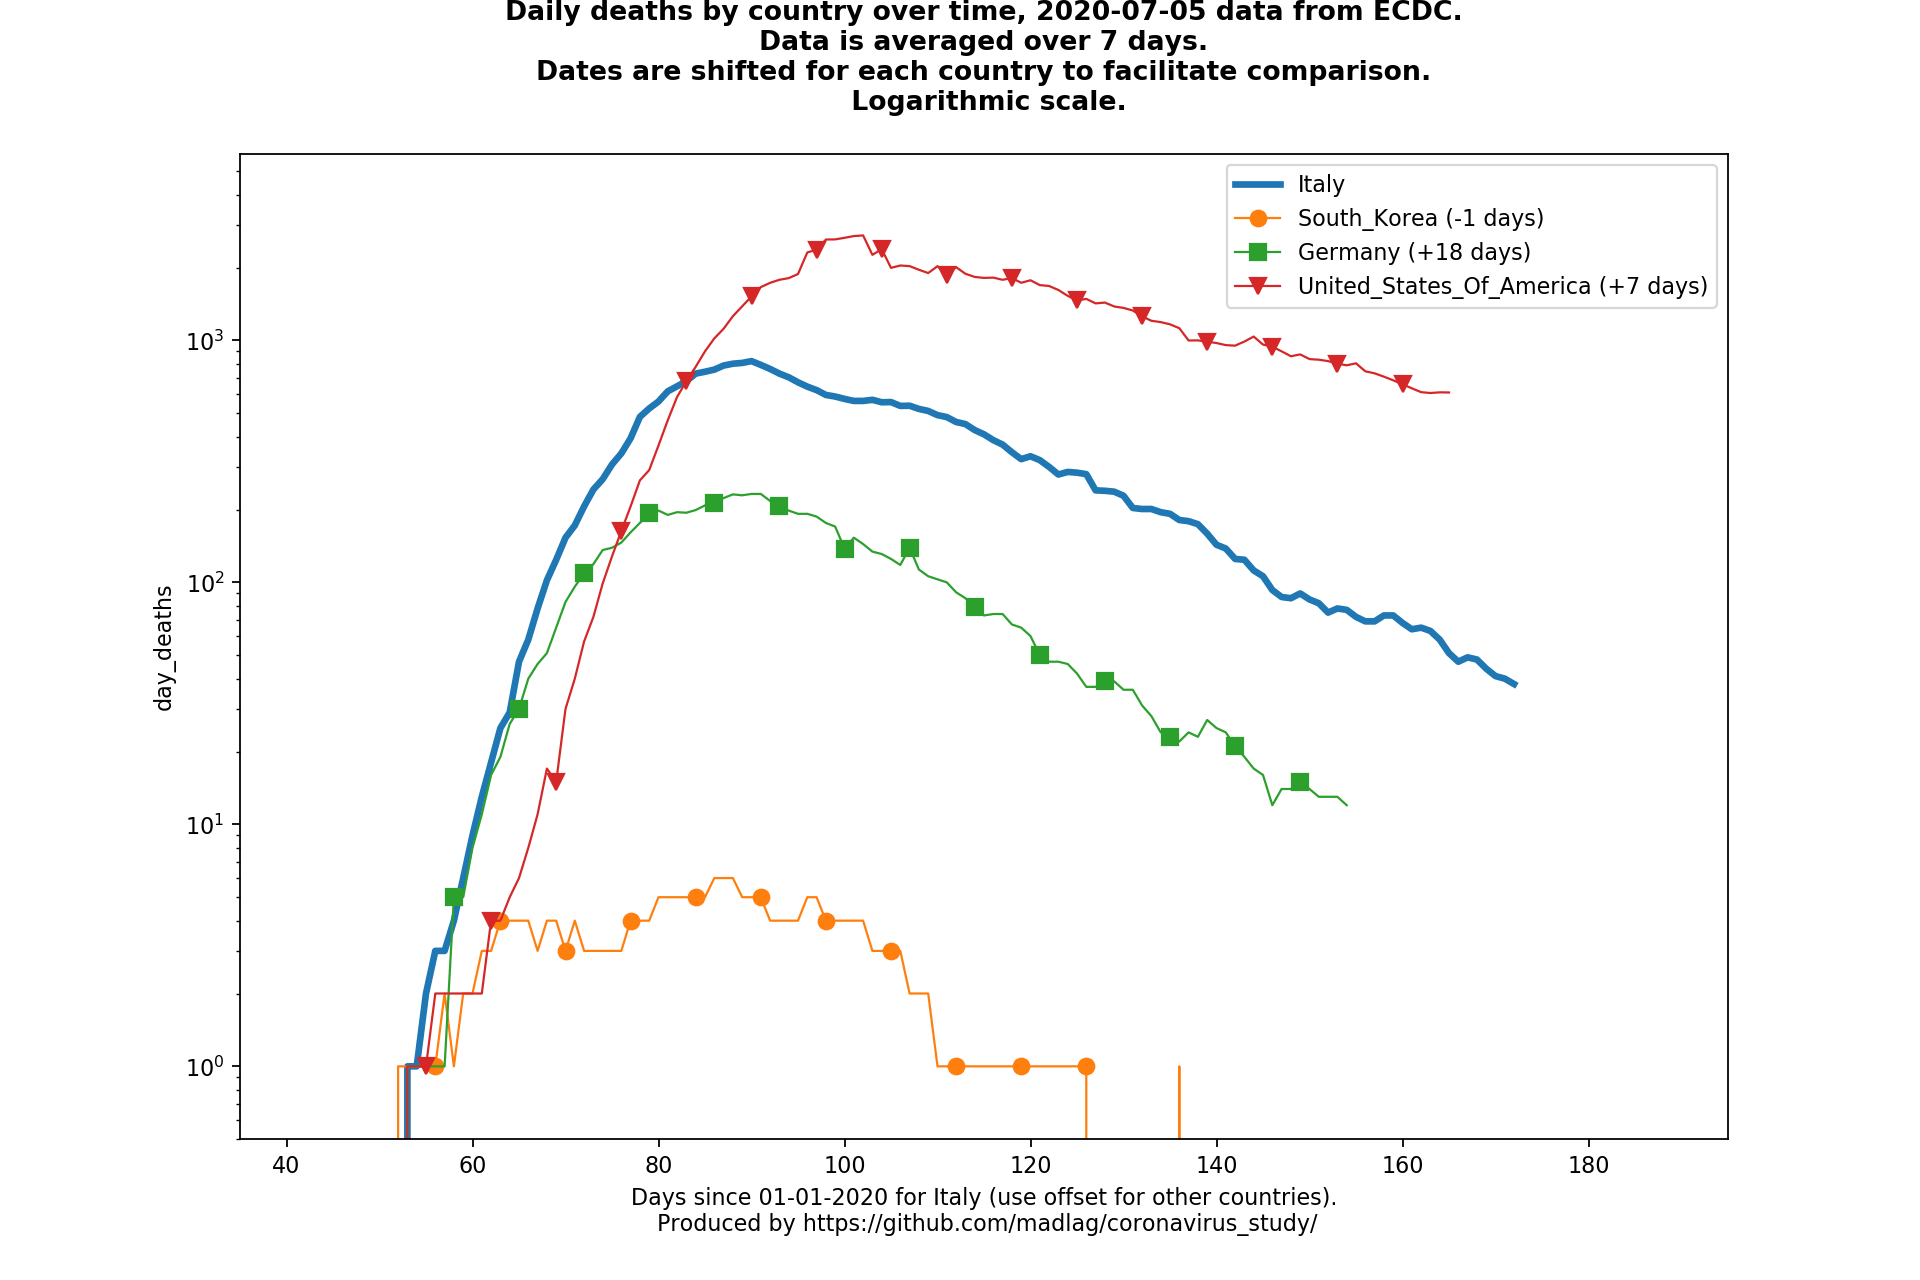 Daily deaths by country over time, 2020-07-05 data from ECDC.
Data is averaged over 7 days.
Dates are shifted for each country to facilitate comparison.
Logarithmic scale.
Italy
South_Korea (-1 days)
Germany (+18 days)
United_States_Of_America (+7 days)
10³
10²
10¹
10⁰
day_deaths
40 60 80 100 120 140 160 180
Days since 01-01-2020 for Italy (use offset for other countries).
Produced by https://github.com/madlag/coronavirus_study/